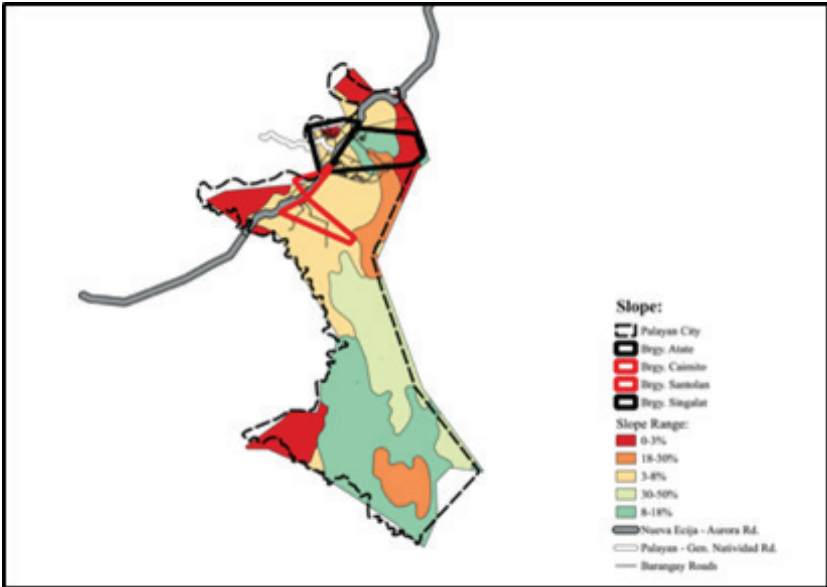 Slope:
Palayan City
Brgy. Atate
Brgy. Caimito
Brgy. Santolan
Brgy. Singalat
Slope Range:
0-3%
18-30%
3-8%
30-50%
8-18%
Nueva Ecija - Aurora Rd.
Palayan - Gen. Natividad Rd.
Barangay Roads